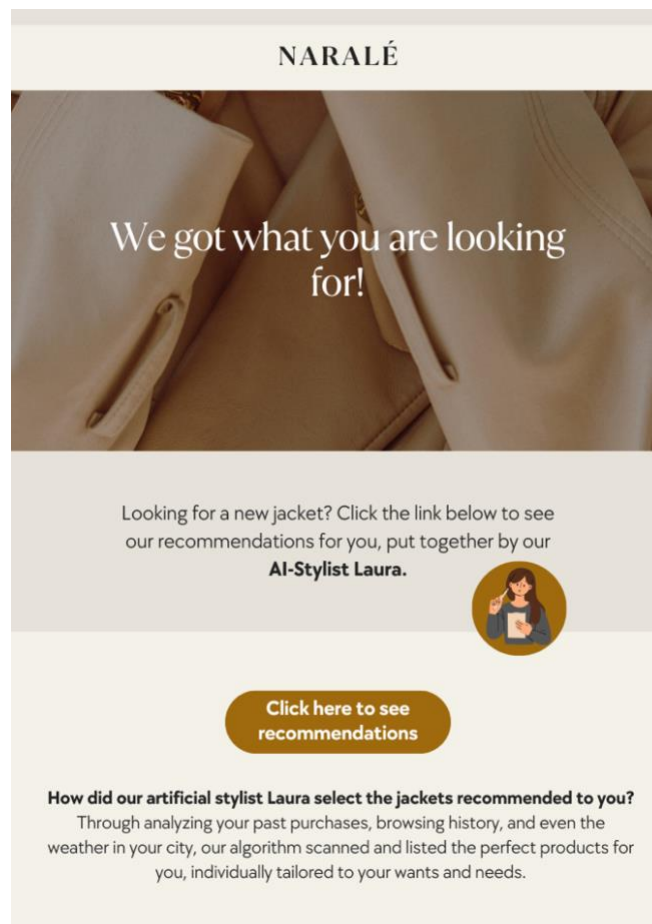 NARALÉ
We got what you are looking
for!
Looking for a new jacket? Click the link below to see
our recommendations for you, put together by our
AI-Stylist Laura.
Click here to see
recommendations
How did our artificial stylist Laura select the jackets recommended to you?
Through analyzing your past purchases, browsing history, and even the
weather in your city, our algorithm scanned and listed the perfect products for
you, individually tailored to your wants and needs.